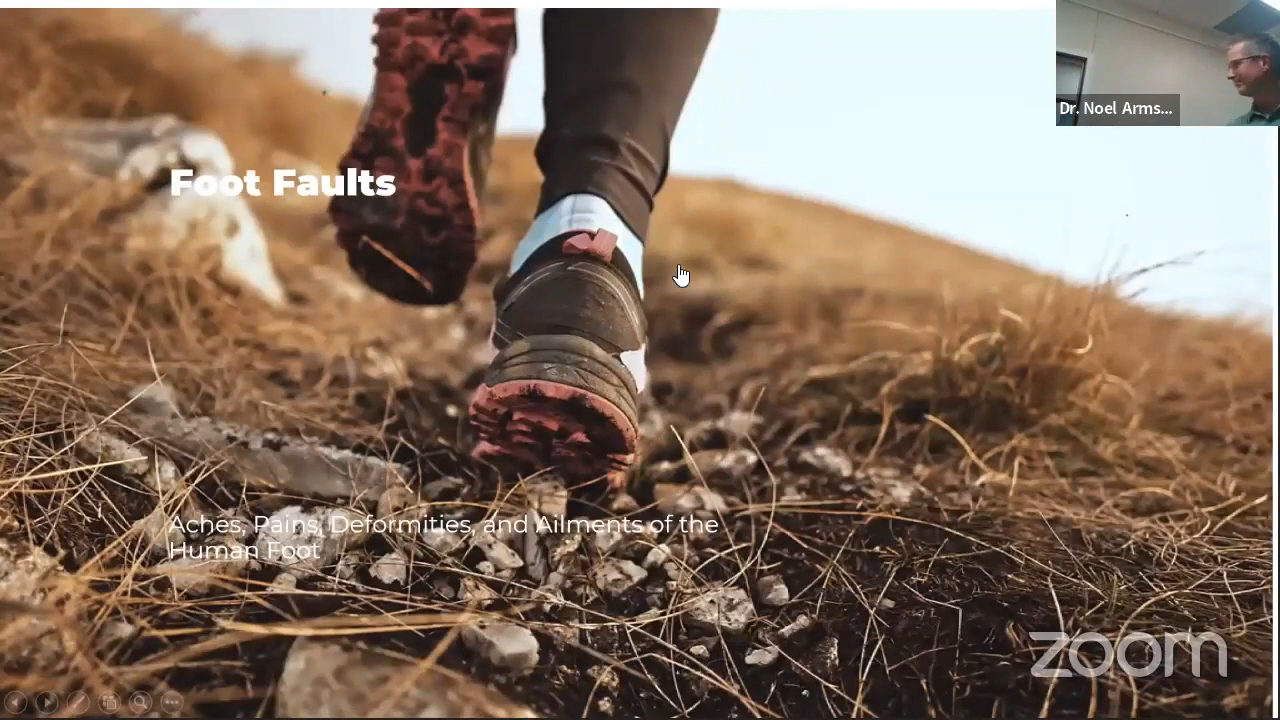 Dr. Noel Arms...
Foot Faults
Aches, Pains, Deformities, and Ailments of the
Human Foot
zoom